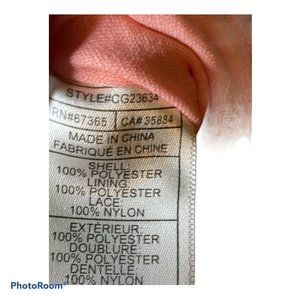 STYLE#CG23634
RN#67365 CA# 35884
MADE IN CHINA
FABRIQUÉ EN CHINE
SHELL:
100% POLYESTER
LINING
100% POLYESTER
LACE:
100% NYLON
EXTÉRIEUR:
100% POLYESTER
DOUBLURE:
100% POLYESTER
DENTELLE
100% NYLON
PhotoRoom